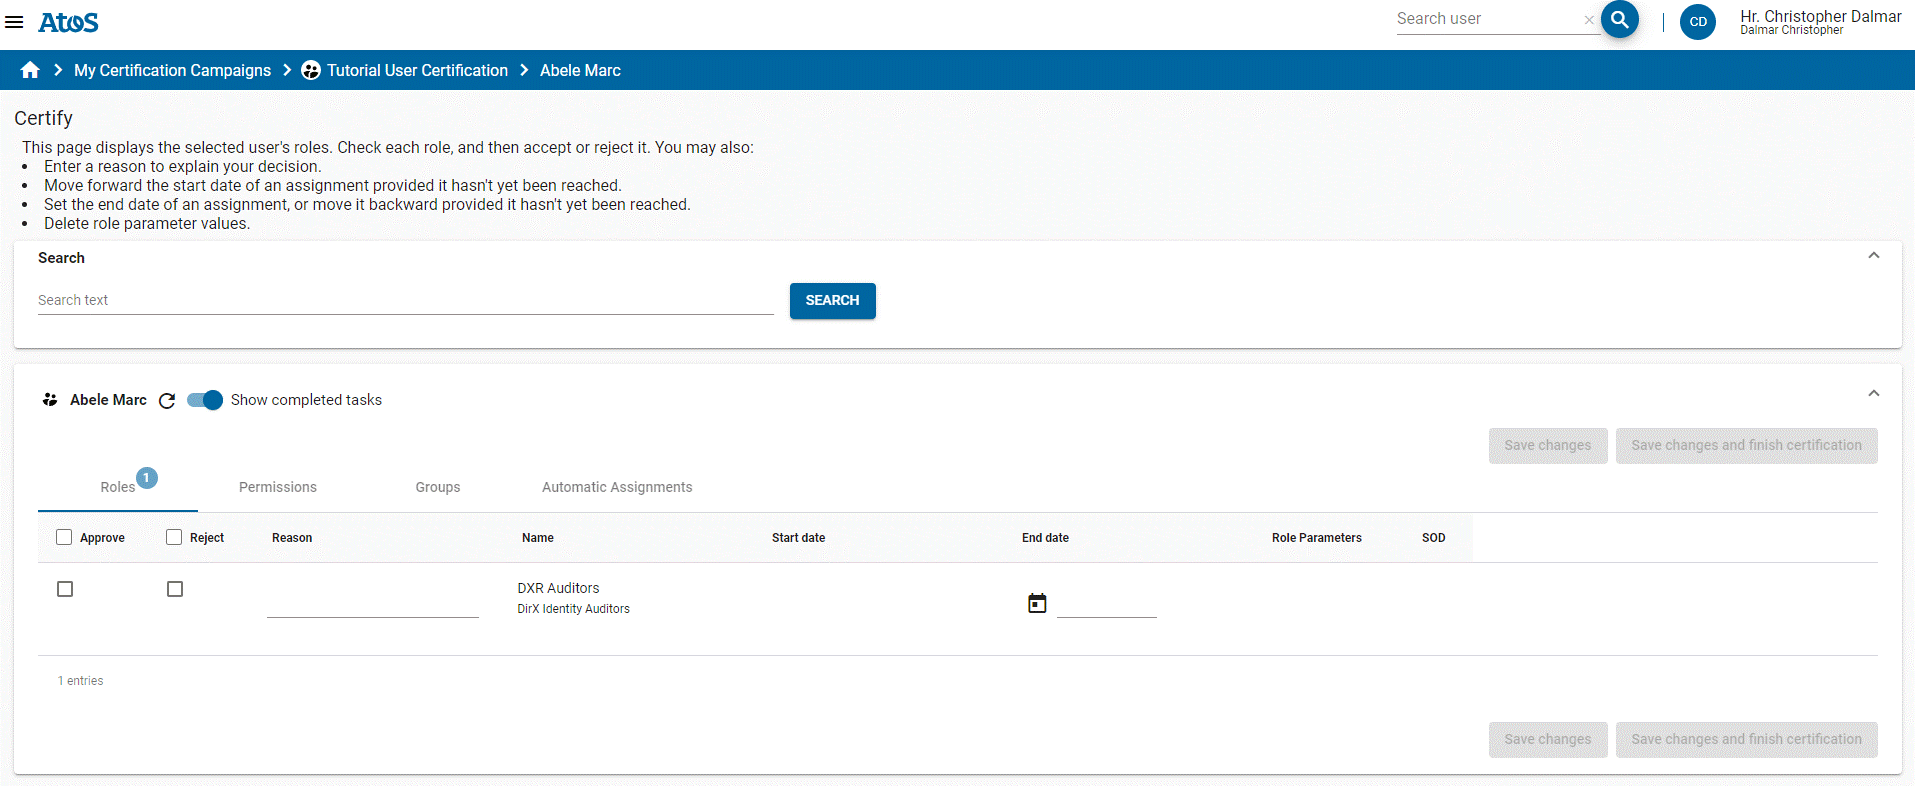 Atos
Search user
CD
Hr. Christopher Dalmar
Dalmar Christopher
My Certification Campaigns
Tutorial User Certification
Abele Marc
Certify
This page displays the selected user's roles. Check each role, and then accept or reject it. You may also:
Enter a reason to explain your decision.
Move forward the start date of an assignment provided it hasn't yet been reached.
Set the end date of an assignment, or move it backward provided it hasn't yet been reached.
Delete role parameter values.
Search
Search text
SEARCH
Abele Marc
Show completed tasks
Save changes
Save changes and finish certification
Roles 1
Permissions
Groups
Automatic Assignments
Approve
Reject
Reason
Name
Start date
End date
Role Parameters
SOD
DXR Auditors
DirX Identity Auditors
1 entries
Save changes
Save changes and finish certification